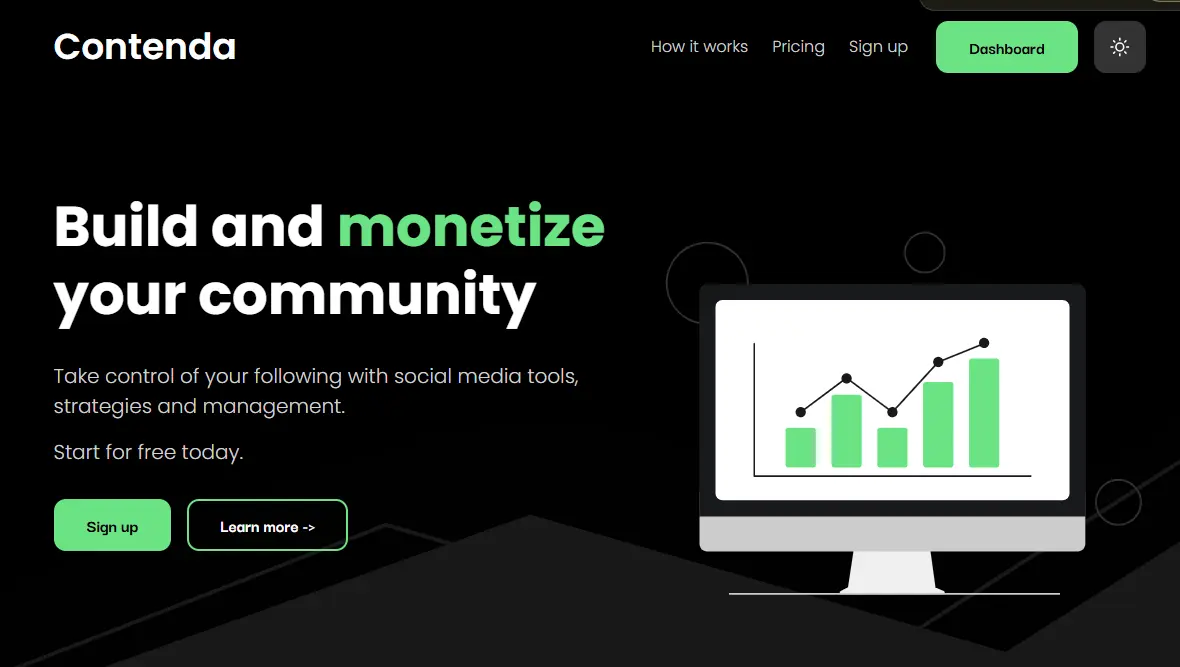 Contenda
How it works
Pricing
Sign up
Dashboard
Build and monetize
your community
Take control of your following with social media tools,
strategies and management.
Start for free today.
Sign up
Learn more ->